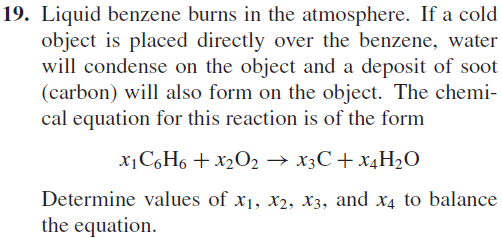 19. Liquid benzene burns in the atmosphere. If a cold
object is placed directly over the benzene, water
will condense on the object and a deposit of soot
(carbon) will also form on the object. The chemi-
cal equation for this reaction is of the form
x₁C₆H₆ + x₂O₂ → x₃C + x₄H₂O
Determine values of x₁, x₂, x₃, and x₄ to balance
the equation.